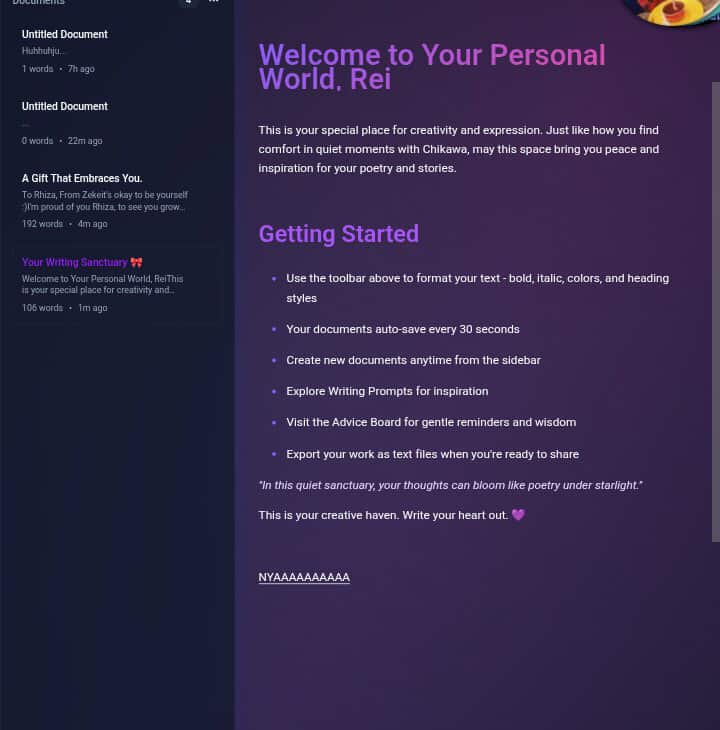 Documents
4
Untitled Document
Huhhuhju...
1 words • 7h ago
Untitled Document
...
0 words • 22m ago
A Gift That Embraces You.
To Rhiza, From Zekeit's okay to be yourself
:)I'm proud of you Rhiza, to see you grow...
192 words • 4m ago
Your Writing Sanctuary 🎀
Welcome to Your Personal World, ReiThis
is your special place for creativity and...
106 words • 1m ago
Welcome to Your Personal
World, Rei
This is your special place for creativity and expression. Just like how you find
comfort in quiet moments with Chikawa, may this space bring you peace and
inspiration for your poetry and stories.
Getting Started
• Use the toolbar above to format your text - bold, italic, colors, and heading
styles
• Your documents auto-save every 30 seconds
• Create new documents anytime from the sidebar
• Explore Writing Prompts for inspiration
• Visit the Advice Board for gentle reminders and wisdom
• Export your work as text files when you're ready to share
"In this quiet sanctuary, your thoughts can bloom like poetry under starlight."
This is your creative haven. Write your heart out. 💜
NYAAAAAAAAAA